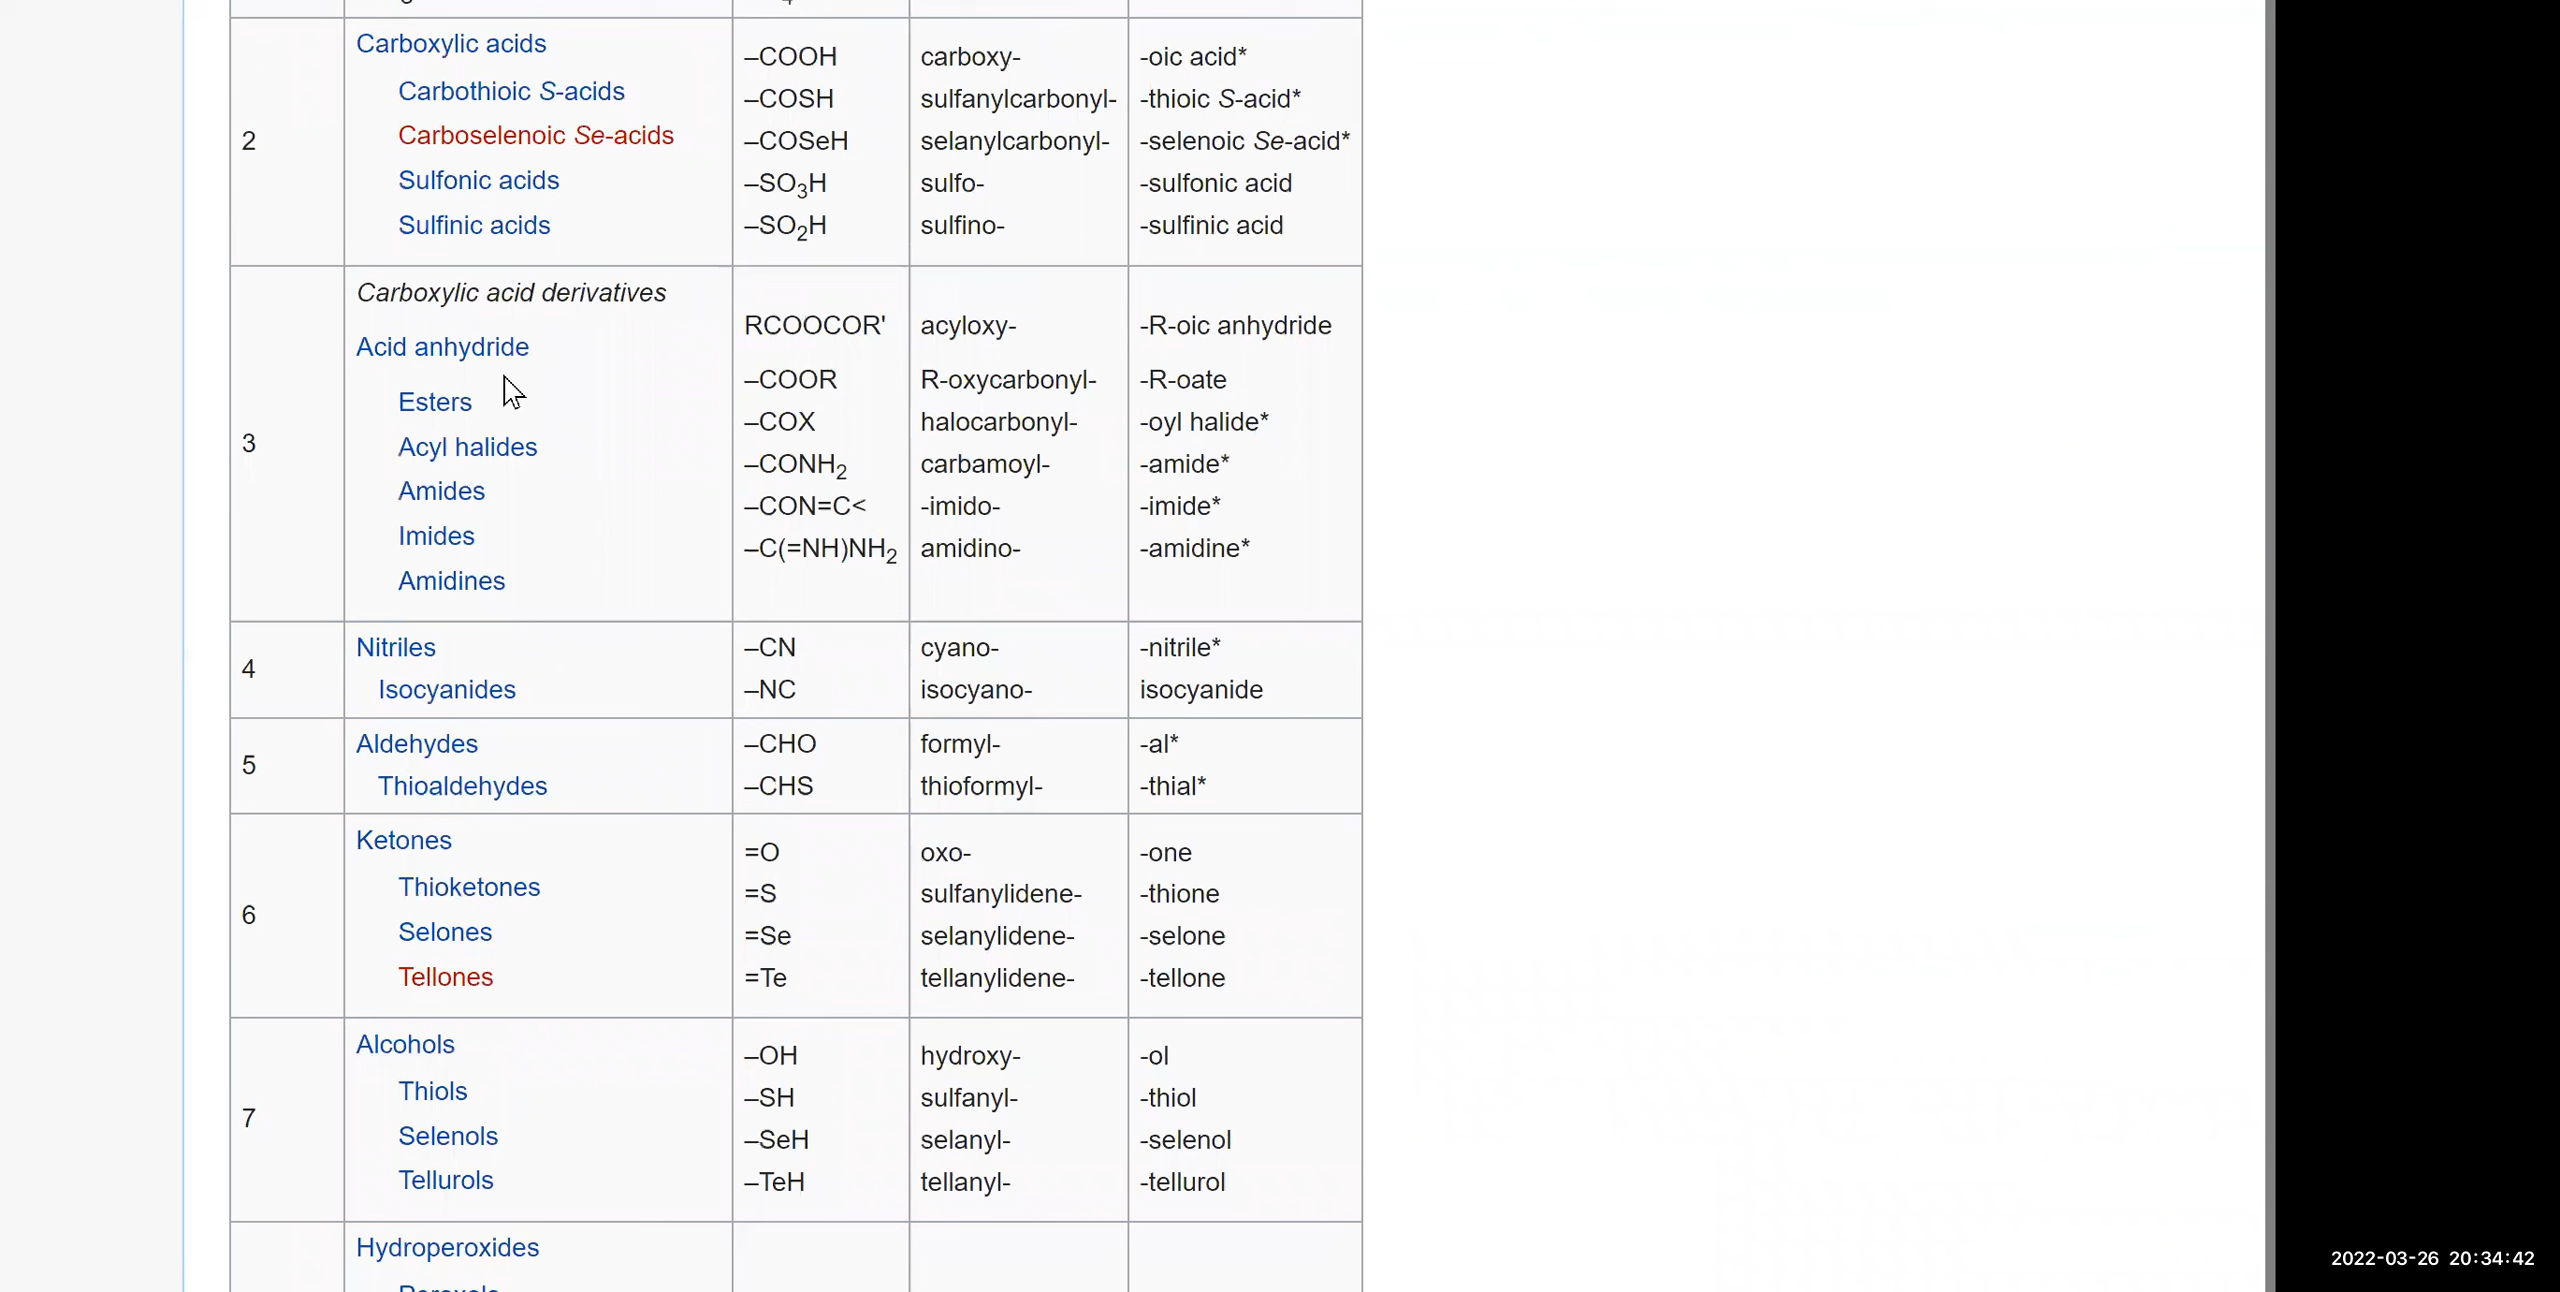 2
Carboxylic acids
Carbothioic S-acids
Carboselenoic Se-acids
Sulfonic acids
Sulfinic acids
–COOH
–COSH
–COSeH
–SO3H
–SO2H
carboxy-
sulfanylcarbonyl-
selanylcarbonyl-
sulfo-
sulfino-
-oic acid*
-thioic S-acid*
-selenoic Se-acid*
-sulfonic acid
-sulfinic acid
3
Carboxylic acid derivatives
Acid anhydride
Esters
Acyl halides
Amides
Imides
Amidines
RCOOCOR'
–COOR
–COX
–CONH2
–CON=C<
–C(=NH)NH2
acyloxy-
R-oxycarbonyl-
halocarbonyl-
carbamoyl-
-imido-
amidino-
-R-oic anhydride
-R-oate
-oyl halide*
-amide*
-imide*
-amidine*
4
Nitriles
Isocyanides
–CN
–NC
cyano-
isocyano-
-nitrile*
isocyanide
5
Aldehydes
Thioaldehydes
–CHO
–CHS
formyl-
thioformyl-
-al*
-thial*
6
Ketones
Thioketones
Selones
Tellones
=O
=S
=Se
=Te
oxo-
sulfanylidene-
selanylidene-
tellanylidene-
-one
-thione
-selone
-tellone
7
Alcohols
Thiols
Selenols
Tellurols
–OH
–SH
–SeH
–TeH
hydroxy-
sulfanyl-
selanyl-
tellanyl-
-ol
-thiol
-selenol
-tellurol
Hydroperoxides
2022-03-26 20:34:42